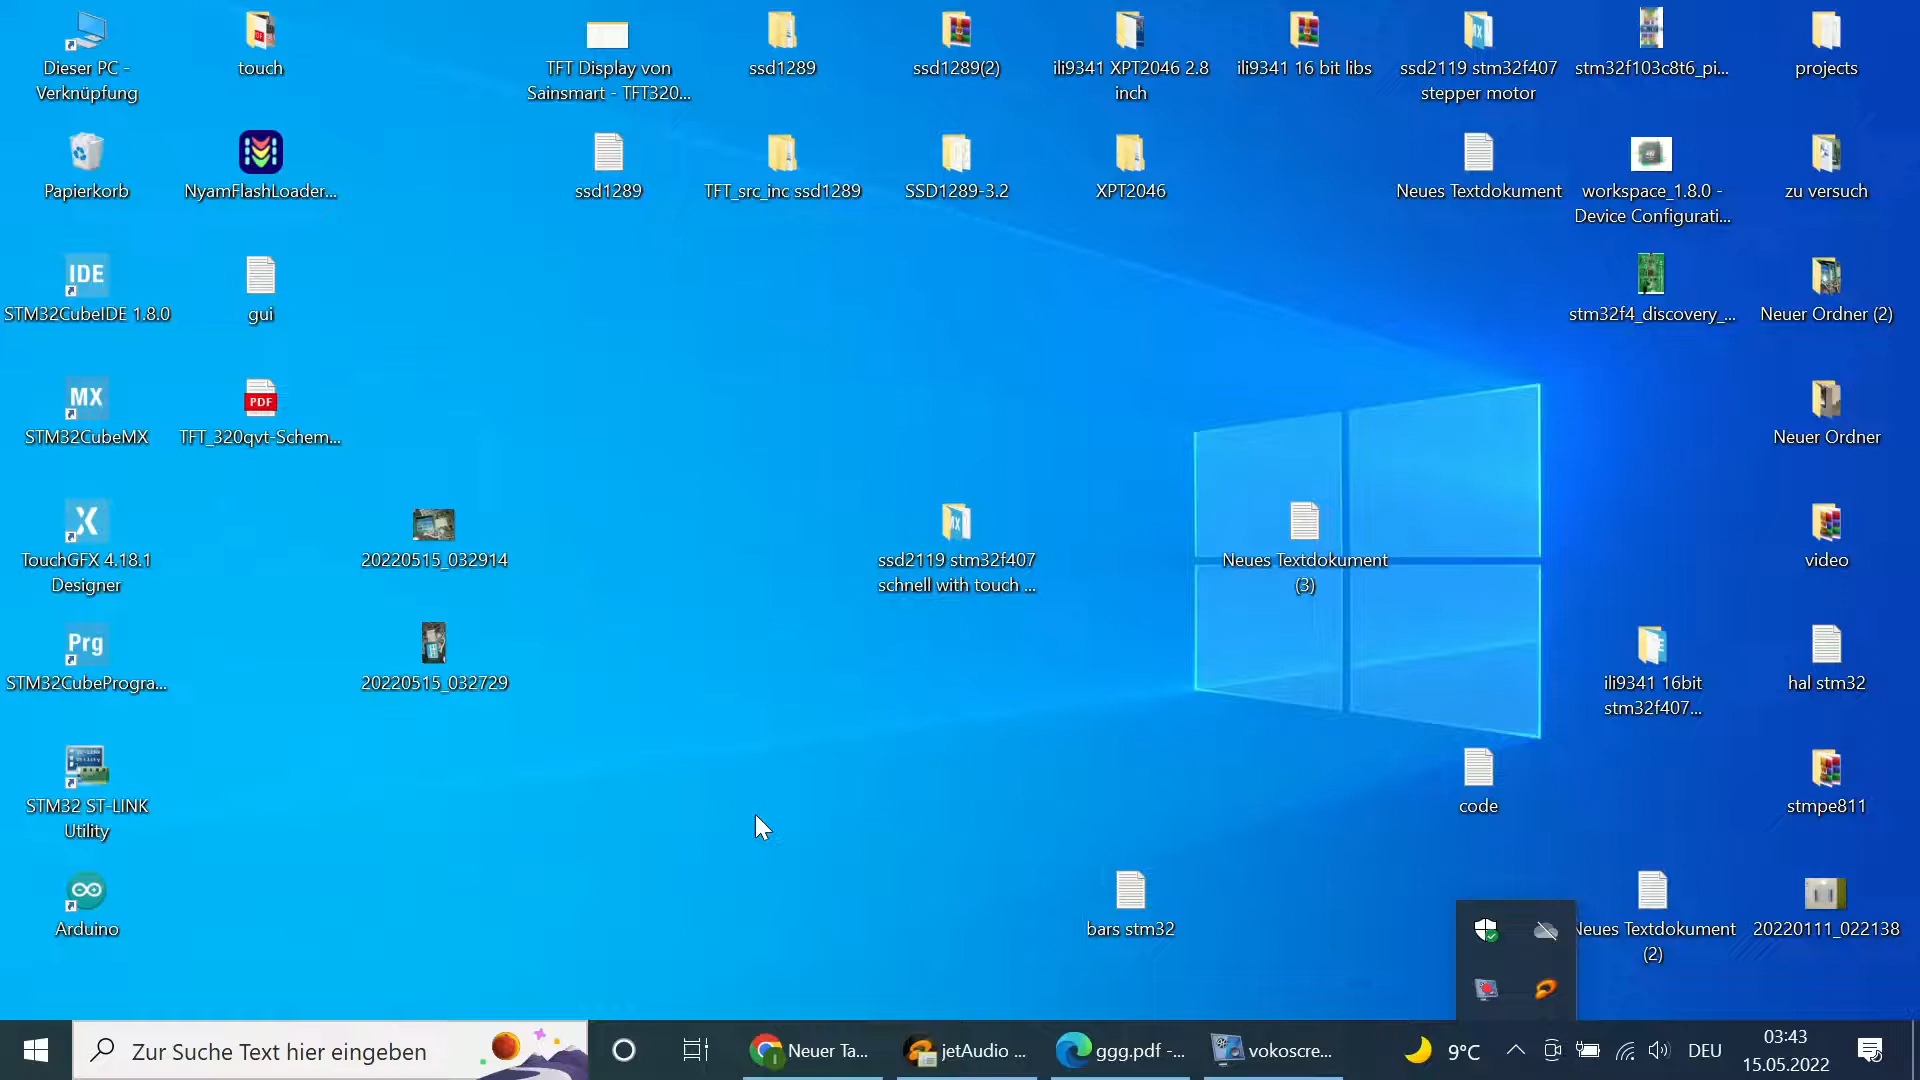 Dieser PC -
Verknüpfung
touch
TFT Display von
Sainsmart - TFT320...
ssd1289
ssd1289(2)
ili9341 XPT2046 2.8
inch
ili9341 16 bit libs
ssd2119 stm32f407
stepper motor
stm32f103c8t6_pi...
projects
Papierkorb
NyamFlashLoader...
ssd1289
TFT_src_inc ssd1289
SSD1289-3.2
XPT2046
Neues Textdokument
workspace_1.8.0 -
Device Configurati...
zu versuch
IDE
STM32CubeIDE 1.8.0
gui
stm32f4_discovery_...
Neuer Ordner (2)
MX
STM32CubeMX
PDF
TFT_320qvt-Schem...
Neuer Ordner
X
TouchGFX 4.18.1
Designer
20220515_032914
MX
ssd2119 stm32f407
schnell with touch ...
Neues Textdokument
(3)
video
Prg
STM32CubeProgra...
20220515_032729
ili9341 16bit
stm32f407...
hal stm32
STM32 ST-LINK
Utility
code
stmpe811
Arduino
bars stm32
Neues Textdokument
(2)
20220111_022138
Zur Suche Text hier eingeben
Neuer Ta...
jetAudio ...
ggg.pdf -...
vokoscre...
9°C
DEU
03:43
15.05.2022